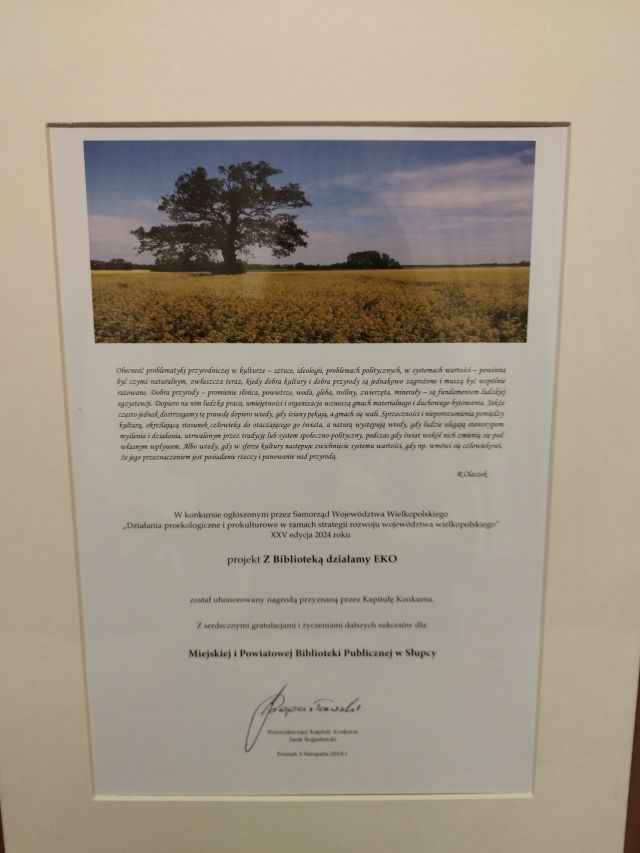 Obecność problematyki przyrodniczej w kulturze – sztuce, ideologii, problemach politycznych, w systemach wartości – powinna
być czymś naturalnym, zwłaszcza teraz, kiedy dobra kultury i dobra przyrody są jednakowo zagrożone i muszą być wspólnie
ratowane. Dobra przyrody – promienie słońca, powietrze, woda, gleba, rośliny, zwierzęta, minerały – są fundamentem ludzkiej
egzystencji. Dopiero na nim ludzka praca, umiejętności i organizacja wznoszą gmach materialnego i duchowego bytowania. Jakże
często jednak dostrzegamy tę prawdę dopiero wtedy, gdy ściany pękają, a gmach się wali. Sprzeczności i nieporozumienia pomiędzy
kulturą, określającą stosunek człowieka do otaczającego go świata, a naturą występują wtedy, gdy ludzie ulegają stereotypom
myślenia i działania, utrwalonym przez tradycję lub system społeczno-polityczny, podczas gdy świat wokół nich zmienią się pod
własnym wpływem. Albo wtedy, gdy w sferze kultury następuje zwichnięcie systemu wartości, gdy np. wmówi się człowiekowi,
że jego przeznaczeniem jest posiadanie rzeczy i panowanie nad przyrodą.
R.Olaczek
W konkursie ogłoszonym przez Samorząd Województwa Wielkopolskiego
„Działania proekologiczne i prokulturowe w ramach strategii rozwoju województwa wielkopolskiego”
XXV edycja 2024 roku
projekt Z Biblioteką działamy EKO
został uhonorowany nagrodą przyznaną przez Kapitułę Konkursu.
Z serdecznymi gratulacjami i życzeniami dalszych sukcesów dla:
Miejskiej i Powiatowej Biblioteki Publicznej w Słupcy
Bogusławski
Przewodniczący Kapituły Konkursu
Jacek Bogusławski
Poznań, 6 listopada 2024 r.